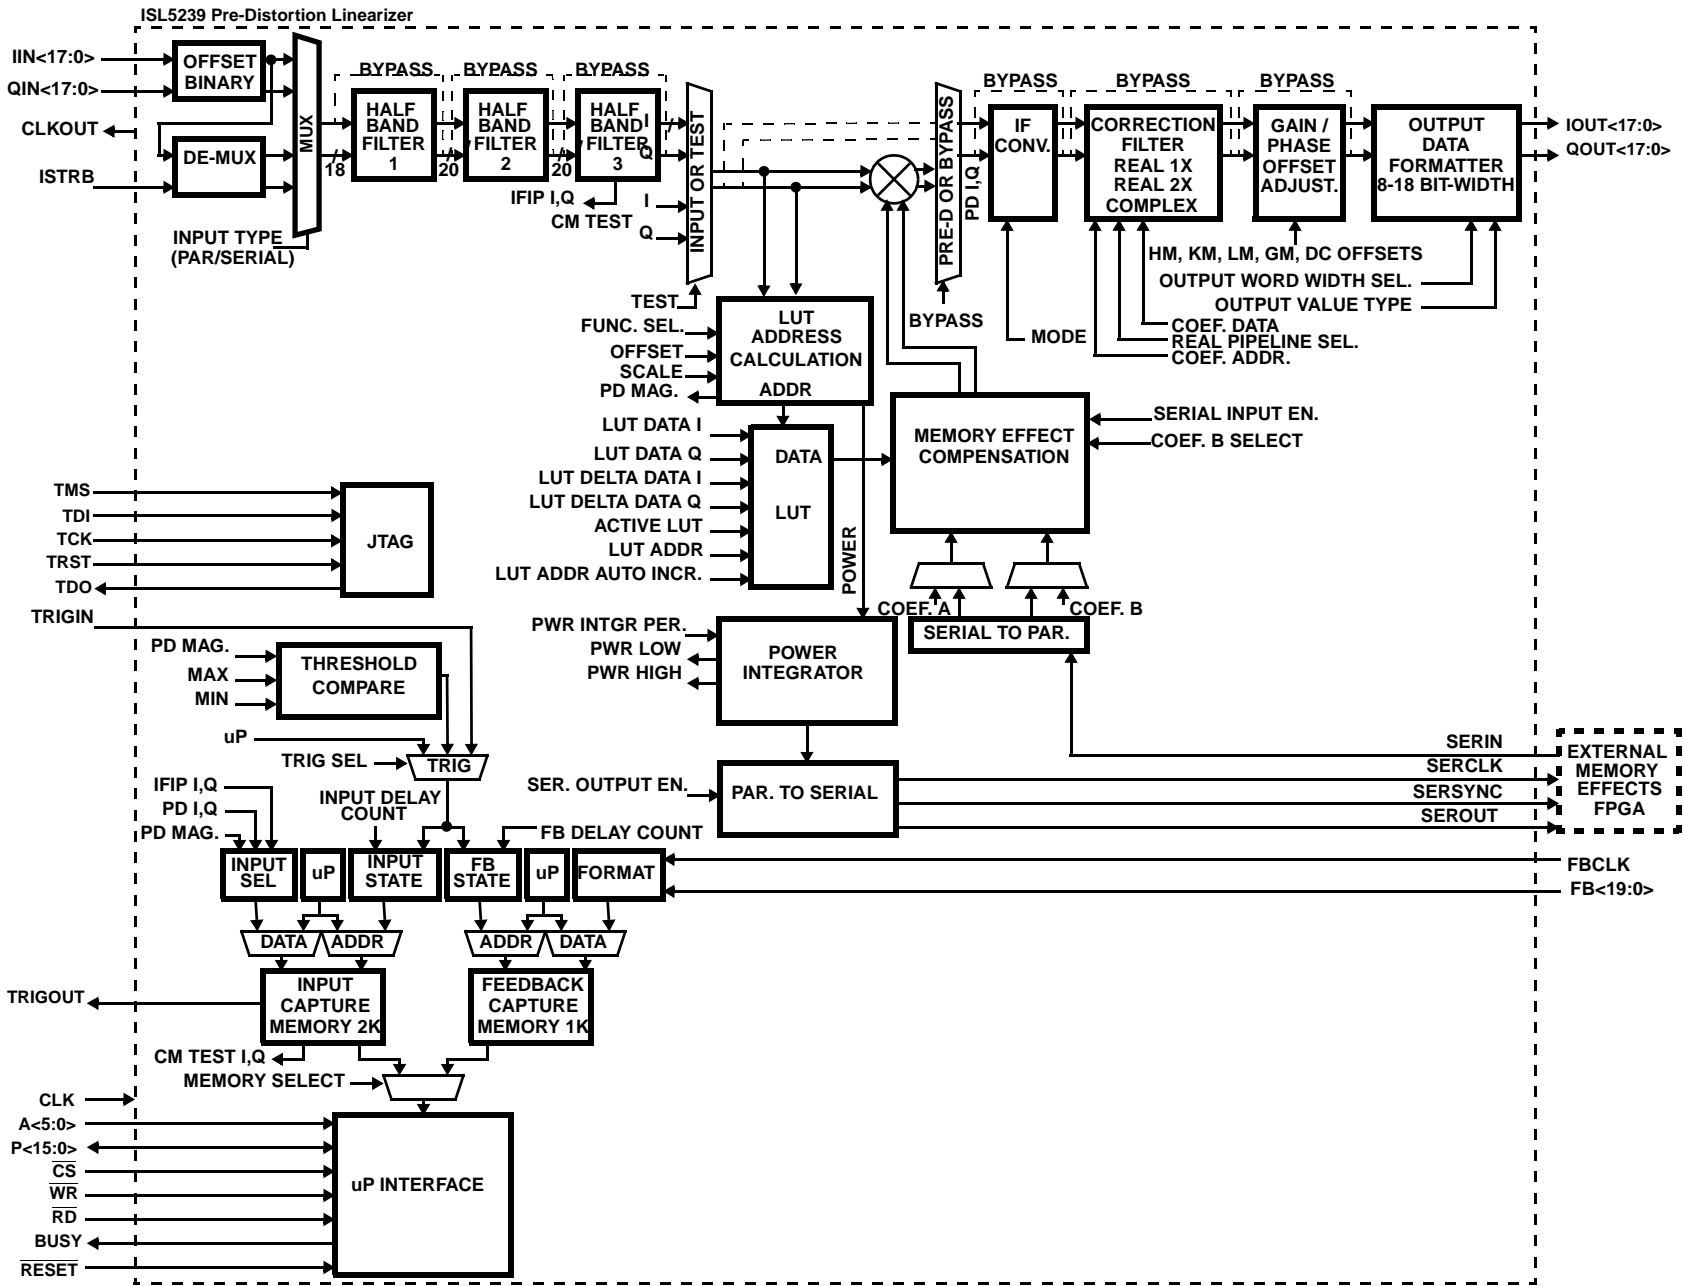 ISL5239 Pre-Distortion Linearizer
IIN<17:0>
QIN<17:0>
CLKOUT
ISTRB
OFFSET
BINARY
DE-MUX
MUX
INPUT TYPE
(PAR/SERIAL)
BYPASS
BYPASS
BYPASS
HALF
BAND
FILTER
1
HALF
BAND
FILTER
2
HALF
BAND
FILTER
3
18
20
20
I
Q
IFIP I,Q
CM TEST
I
Q
INPUT OR TEST
TEST
PRE-D OR BYPASS
PD I,Q
BYPASS
BYPASS
BYPASS
BYPASS
IF
CONV.
CORRECTION
FILTER
REAL 1X
REAL 2X
COMPLEX
GAIN /
PHASE
OFFSET
ADJUST.
OUTPUT
DATA
FORMATTER
8-18 BIT-WIDTH
IOUT<17:0>
QOUT<17:0>
HM, KM, LM, GM, DC OFFSETS
OUTPUT WORD WIDTH SEL.
OUTPUT VALUE TYPE
COEF. DATA
REAL PIPELINE SEL.
COEF. ADDR.
MODE
FUNC. SEL.
OFFSET
SCALE
PD MAG.
LUT
ADDRESS
CALCULATION
ADDR
LUT DATA I
LUT DATA Q
LUT DELTA DATA I
LUT DELTA DATA Q
ACTIVE LUT
LUT ADDR
LUT ADDR AUTO INCR.
DATA
LUT
POWER
MEMORY EFFECT
COMPENSATION
SERIAL INPUT EN.
COEF. B SELECT
COEF. A
COEF. B
SERIAL TO PAR.
TMS
TDI
TCK
TRST
TDO
JTAG
TRIGIN
PD MAG.
MAX
MIN
THRESHOLD
COMPARE
PWR INTGR PER.
PWR LOW
PWR HIGH
POWER
INTEGRATOR
uP
TRIG SEL
TRIG
SER. OUTPUT EN.
PAR. TO SERIAL
SERIN
SERCLK
SERSYNC
SEROUT
EXTERNAL
MEMORY
EFFECTS
FPGA
IFIP I,Q
PD I,Q
PD MAG.
INPUT DELAY
COUNT
FB DELAY COUNT
INPUT
SEL
uP
INPUT
STATE
FB
STATE
uP
FORMAT
FBCLK
FB<19:0>
DATA
ADDR
ADDR
DATA
TRIGOUT
INPUT
CAPTURE
MEMORY 2K
FEEDBACK
CAPTURE
MEMORY 1K
CM TEST I,Q
MEMORY SELECT
CLK
A<5:0>
P<15:0>
CS
WR
RD
BUSY
RESET
uP INTERFACE